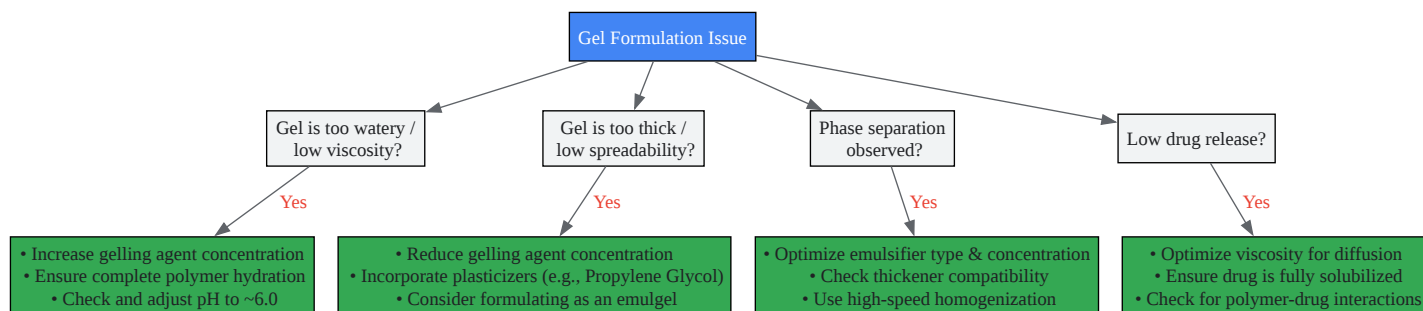 Gel Formulation Issue
Gel is too watery /
low viscosity?
Gel is too thick /
low spreadability?
Phase separation
observed?
Low drug release?
Yes
Yes
Yes
Yes
• Increase gelling agent concentration
• Ensure complete polymer hydration
• Check and adjust pH to ~6.0
• Reduce gelling agent concentration
• Incorporate plasticizers (e.g., Propylene Glycol)
• Consider formulating as an emulgel
• Optimize emulsifier type & concentration
• Check thickener compatibility
• Use high-speed homogenization
• Optimize viscosity for diffusion
• Ensure drug is fully solubilized
• Check for polymer-drug interactions